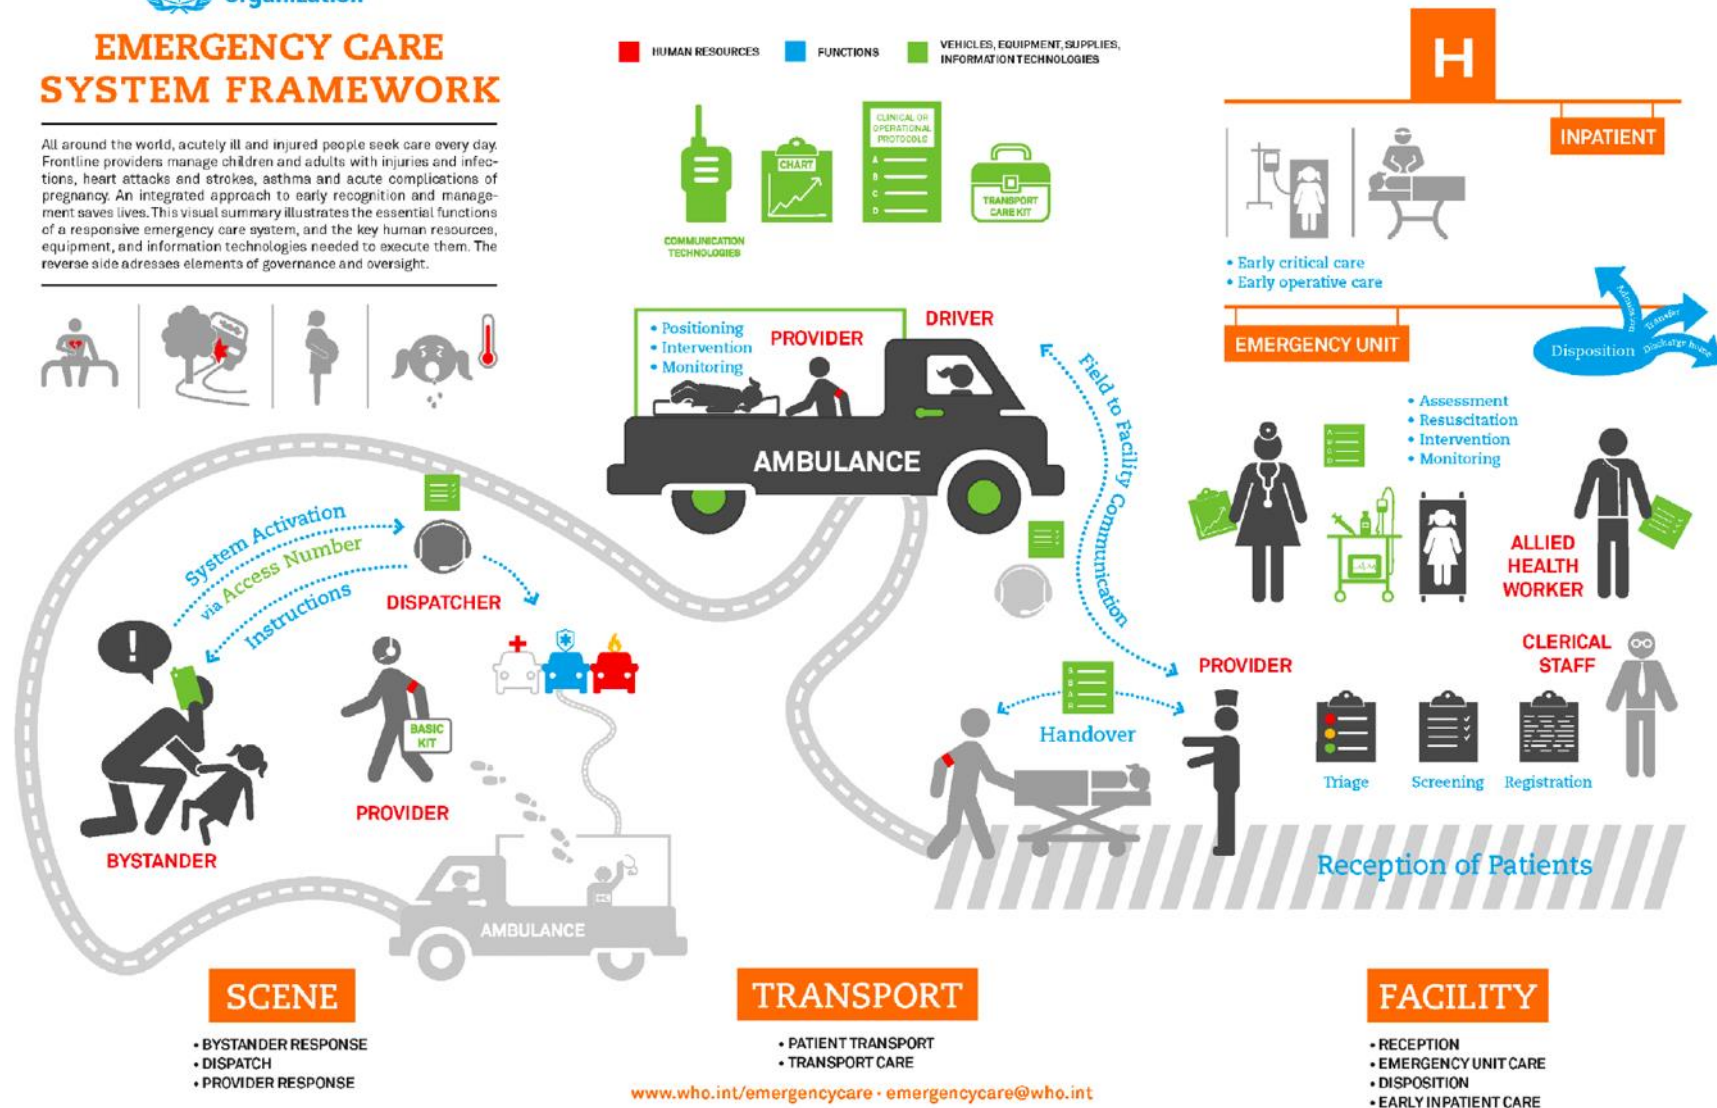 Organization
EMERGENCY CARE
SYSTEM FRAMEWORK
All around the world, acutely ill and injured people seek care every day.
Frontline providers manage children and adults with injuries and infec-
tions, heart attacks and strokes, asthma and acute complications of
pregnancy. An integrated approach to early recognition and manage-
ment saves lives. This visual summary illustrates the essential functions
of a responsive emergency care system, and the key human resources,
equipment, and information technologies needed to execute them. The
reverse side adresses elements of governance and oversight.
HUMAN RESOURCES
FUNCTIONS
VEHICLES, EQUIPMENT, SUPPLIES,
INFORMATION TECHNOLOGIES
COMMUNICATION
TECHNOLOGIES
CHART
CLINICAL OR
OPERATIONAL
PROTOCOLS
A
B
C
D
TRANSPORT
CARE KIT
H
INPATIENT
• Early critical care
• Early operative care
EMERGENCY UNIT
Disposition
Admission
Transfer
Discharge home
• Assessment
• Resuscitation
• Intervention
• Monitoring
ALLIED
HEALTH
WORKER
CLERICAL
STAFF
PROVIDER
Triage
Screening
Registration
Reception of Patients
• Positioning
• Intervention
• Monitoring
PROVIDER
DRIVER
AMBULANCE
Field to Facility Communication
Handover
System Activation
via Access Number
Instructions
DISPATCHER
!
BYSTANDER
BASIC
KIT
PROVIDER
AMBULANCE
SCENE
• BYSTANDER RESPONSE
• DISPATCH
• PROVIDER RESPONSE
TRANSPORT
• PATIENT TRANSPORT
• TRANSPORT CARE
www.who.int/emergencycare · emergencycare@who.int
FACILITY
• RECEPTION
• EMERGENCY UNIT CARE
• DISPOSITION
• EARLY INPATIENT CARE